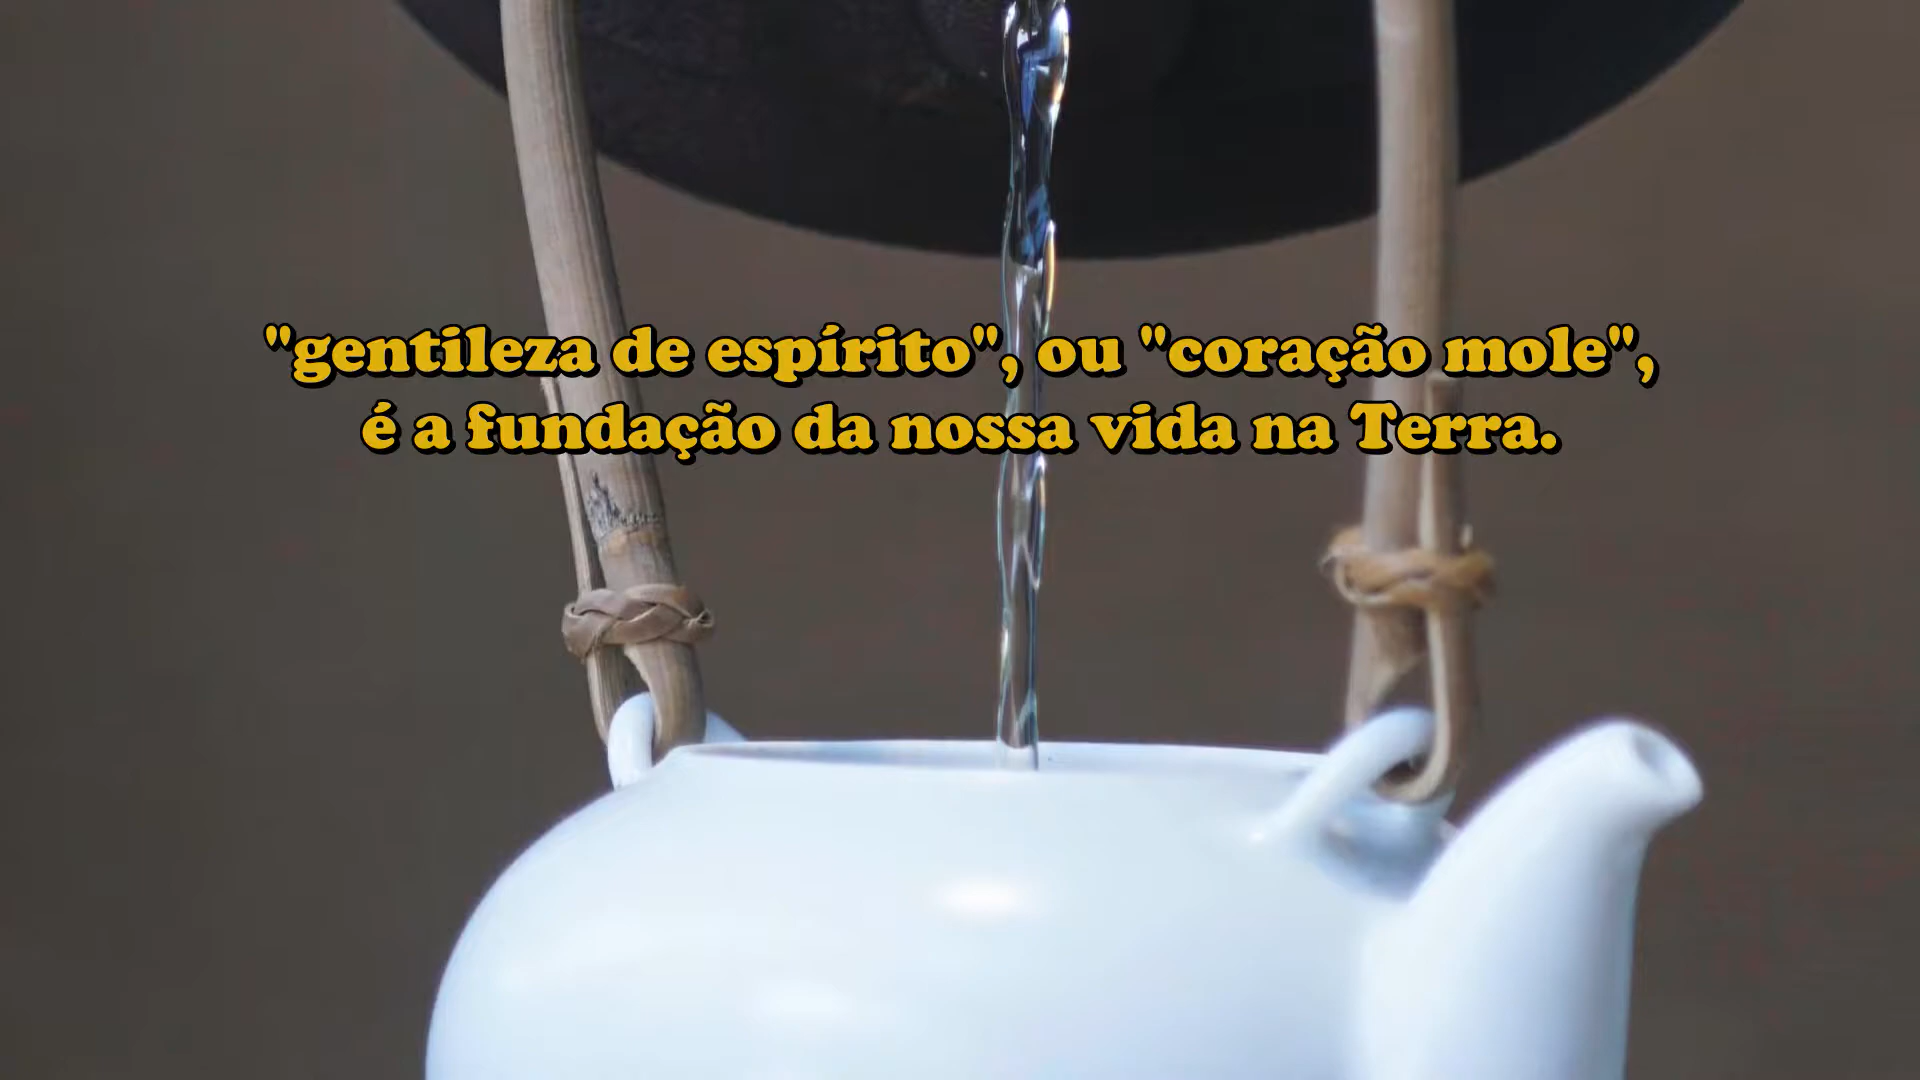 "gentileza de espírito", ou "coração mole",
é a fundação da nossa vida na Terra.